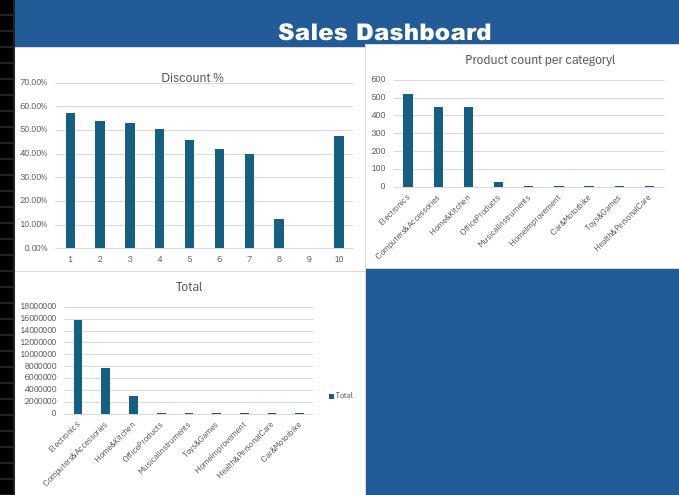 Sales Dashboard
Discount %
70.00%
60.00%
50.00%
40.00%
30.00%
20.00%
10.00%
0.00%
1 2 3 4 5 6 7 8 9 10
Product count per categoryl
600
500
400
300
200
100
0
Electronics
Computers&Accessories
Home&Kitchen
OfficeProducts
MusicalInstruments
HomeImprovement
Car&Motorbike
Toys&Games
Health&PersonalCare
Total
18000000
16000000
14000000
12000000
10000000
8000000
6000000
4000000
2000000
0
Electronics
Computers&Accessories
Home&Kitchen
OfficeProducts
MusicalInstruments
Toys&Games
HomeImprovement
Health&PersonalCare
Car&Motorbike
Total